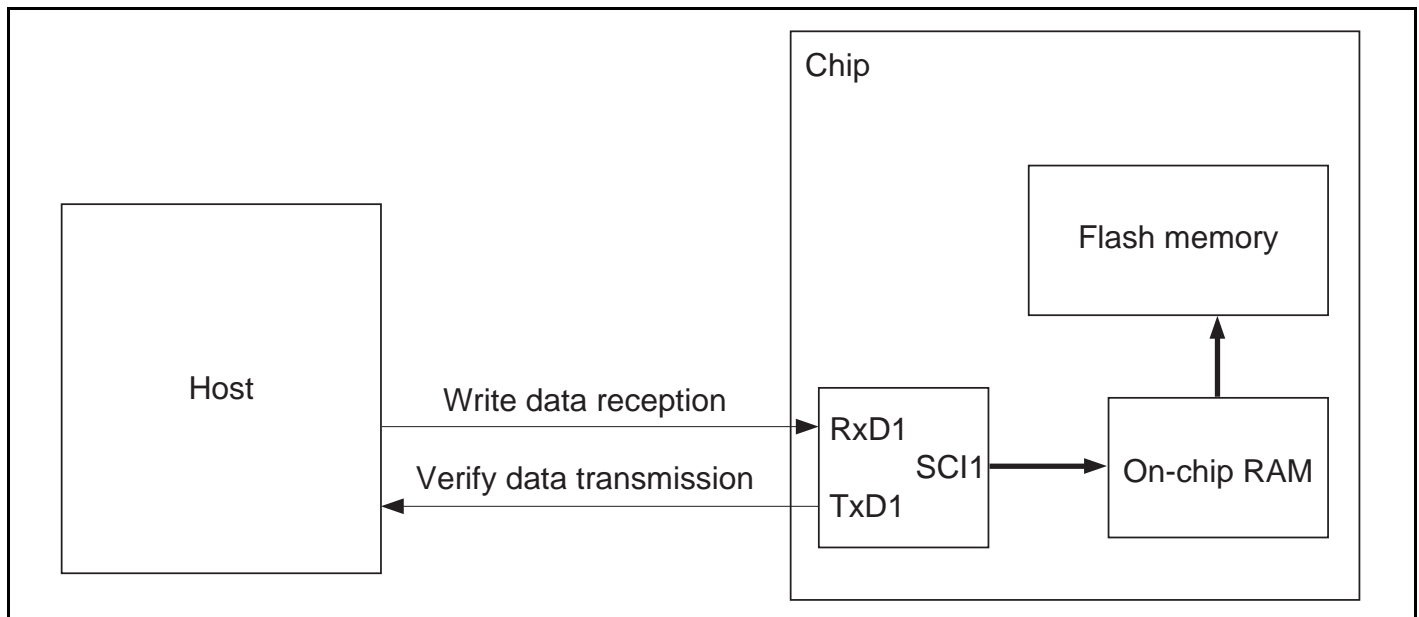 Chip
Flash memory
Host
Write data reception
RxD1
SCI1
On-chip RAM
Verify data transmission
TxD1